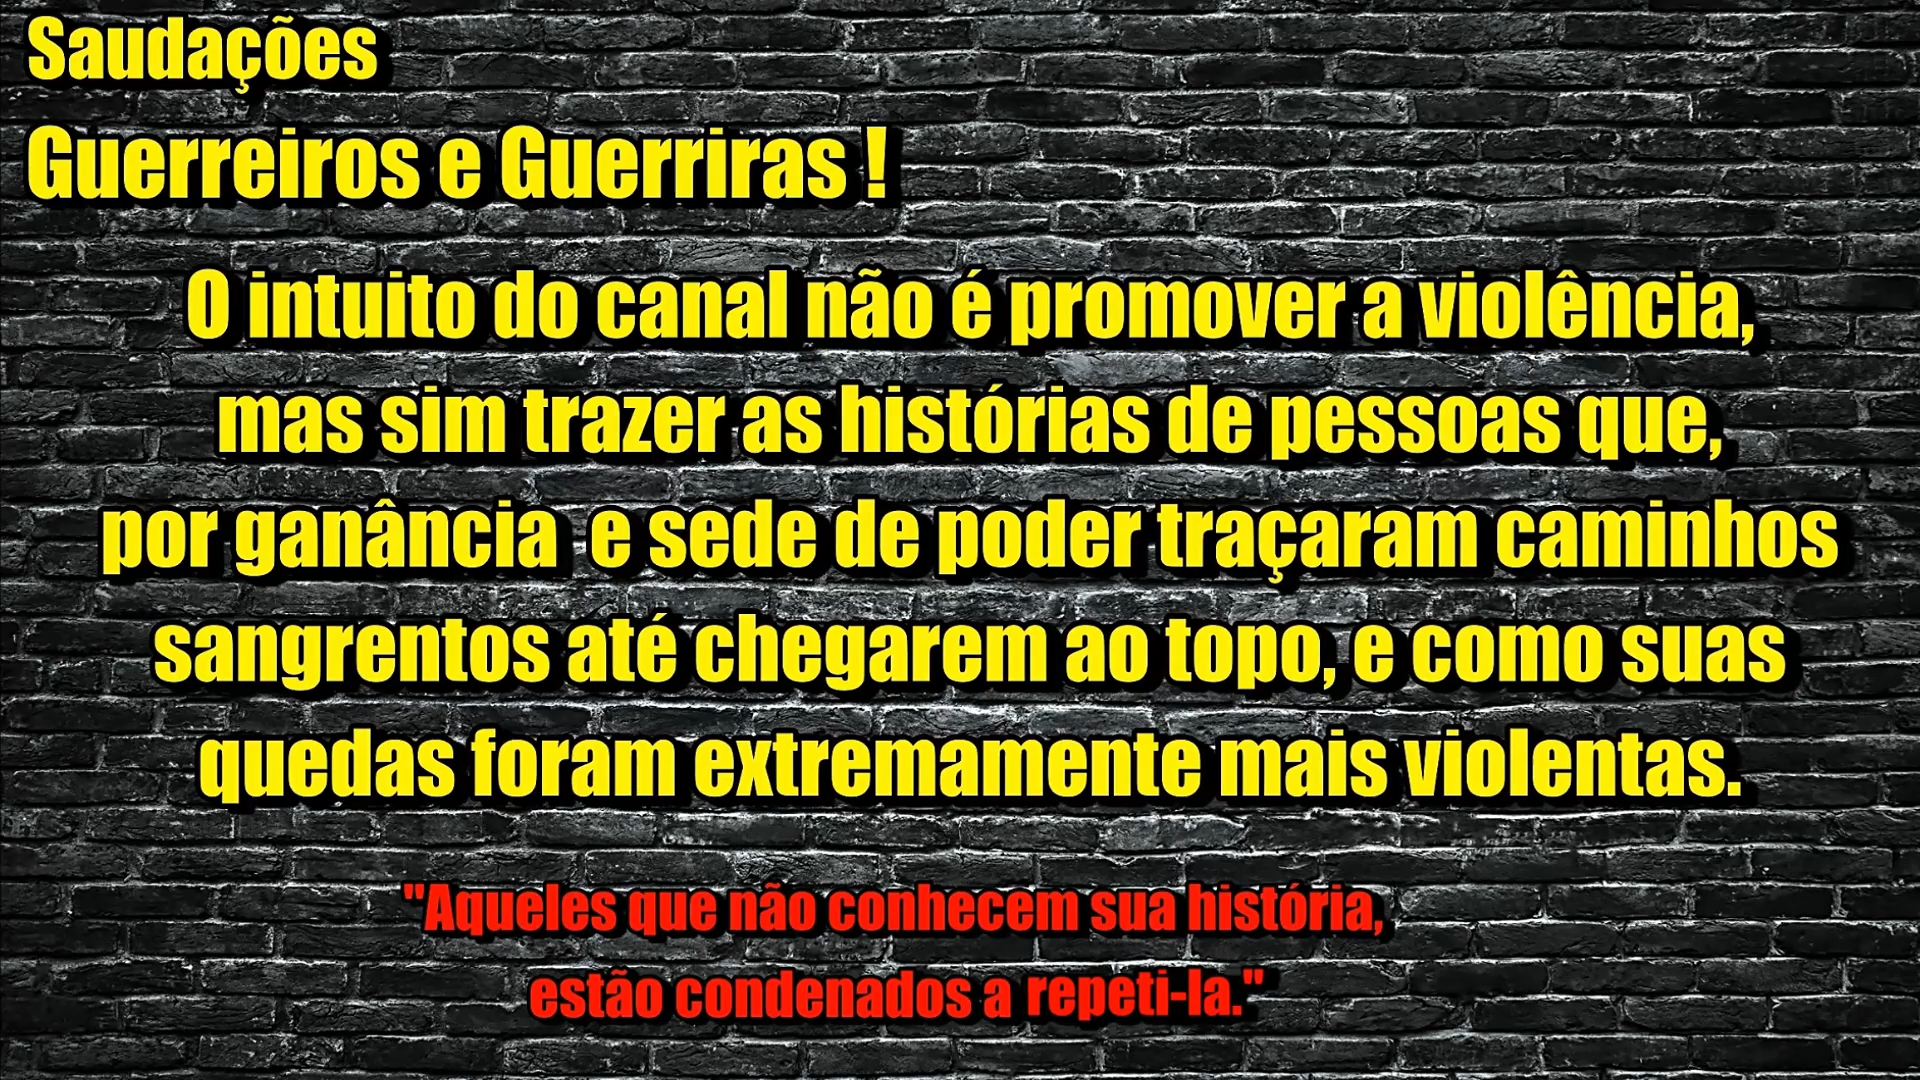 Saudações
Guerreiros e Guerriras !
O intuito do canal não é promover a violência,
mas sim trazer as histórias de pessoas que,
por ganância e sede de poder traçaram caminhos
sangrentos até chegarem ao topo, e como suas
quedas foram extremamente mais violentas.
"Aqueles que não conhecem sua história,
estão condenados a repeti-la."